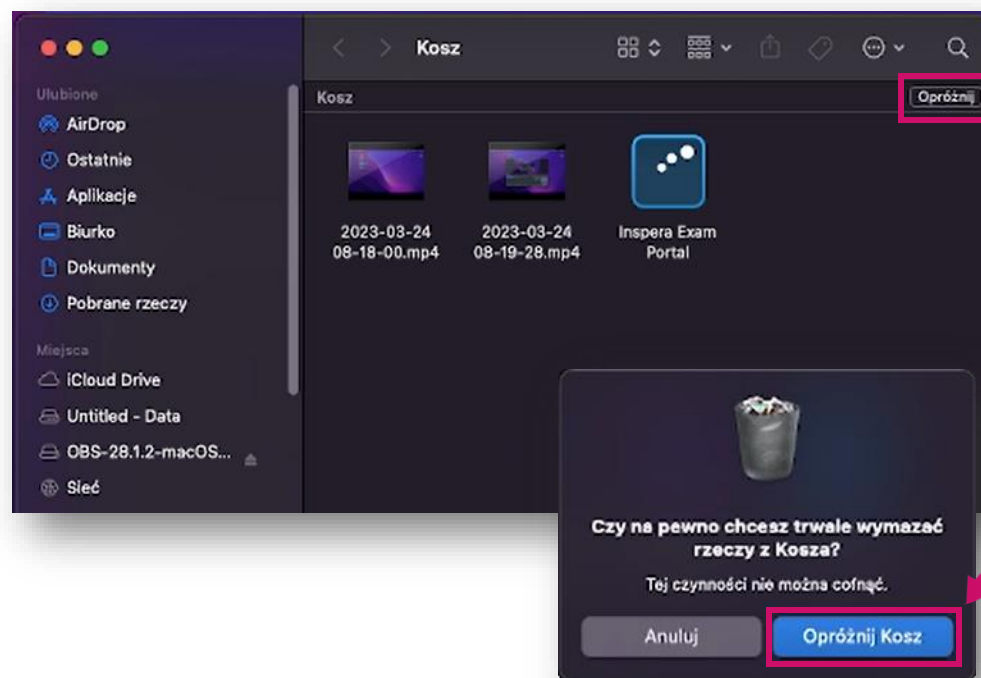 Kosz
Ulubione
AirDrop
Ostatnie
Aplikacje
Biurko
Dokumenty
Pobrane rzeczy
Miejsca
iCloud Drive
Untitled - Data
OBS-28.1.2-macOS...
Sieć
Kosz
Opróżnij
2023-03-24
08-18-00.mp4
2023-03-24
08-19-28.mp4
Inspera Exam
Portal
Czy na pewno chcesz trwale wymazać
rzeczy z Kosza?
Tej czynności nie można cofnąć.
Anuluj
Opróżnij Kosz